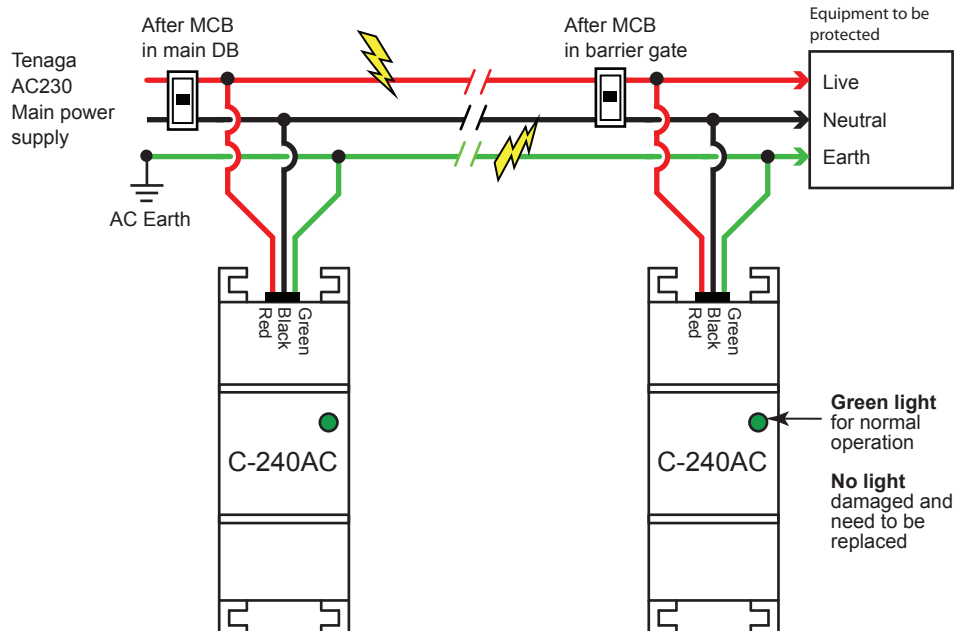 Tenaga
AC230
Main power
supply
After MCB
in main DB
After MCB
in barrier gate
Equipment to be
protected
Live
Neutral
Earth
AC Earth
Red
Black
Green
C-240AC
Red
Black
Green
C-240AC
Green light
for normal
operation
No light
damaged and
need to be
replaced